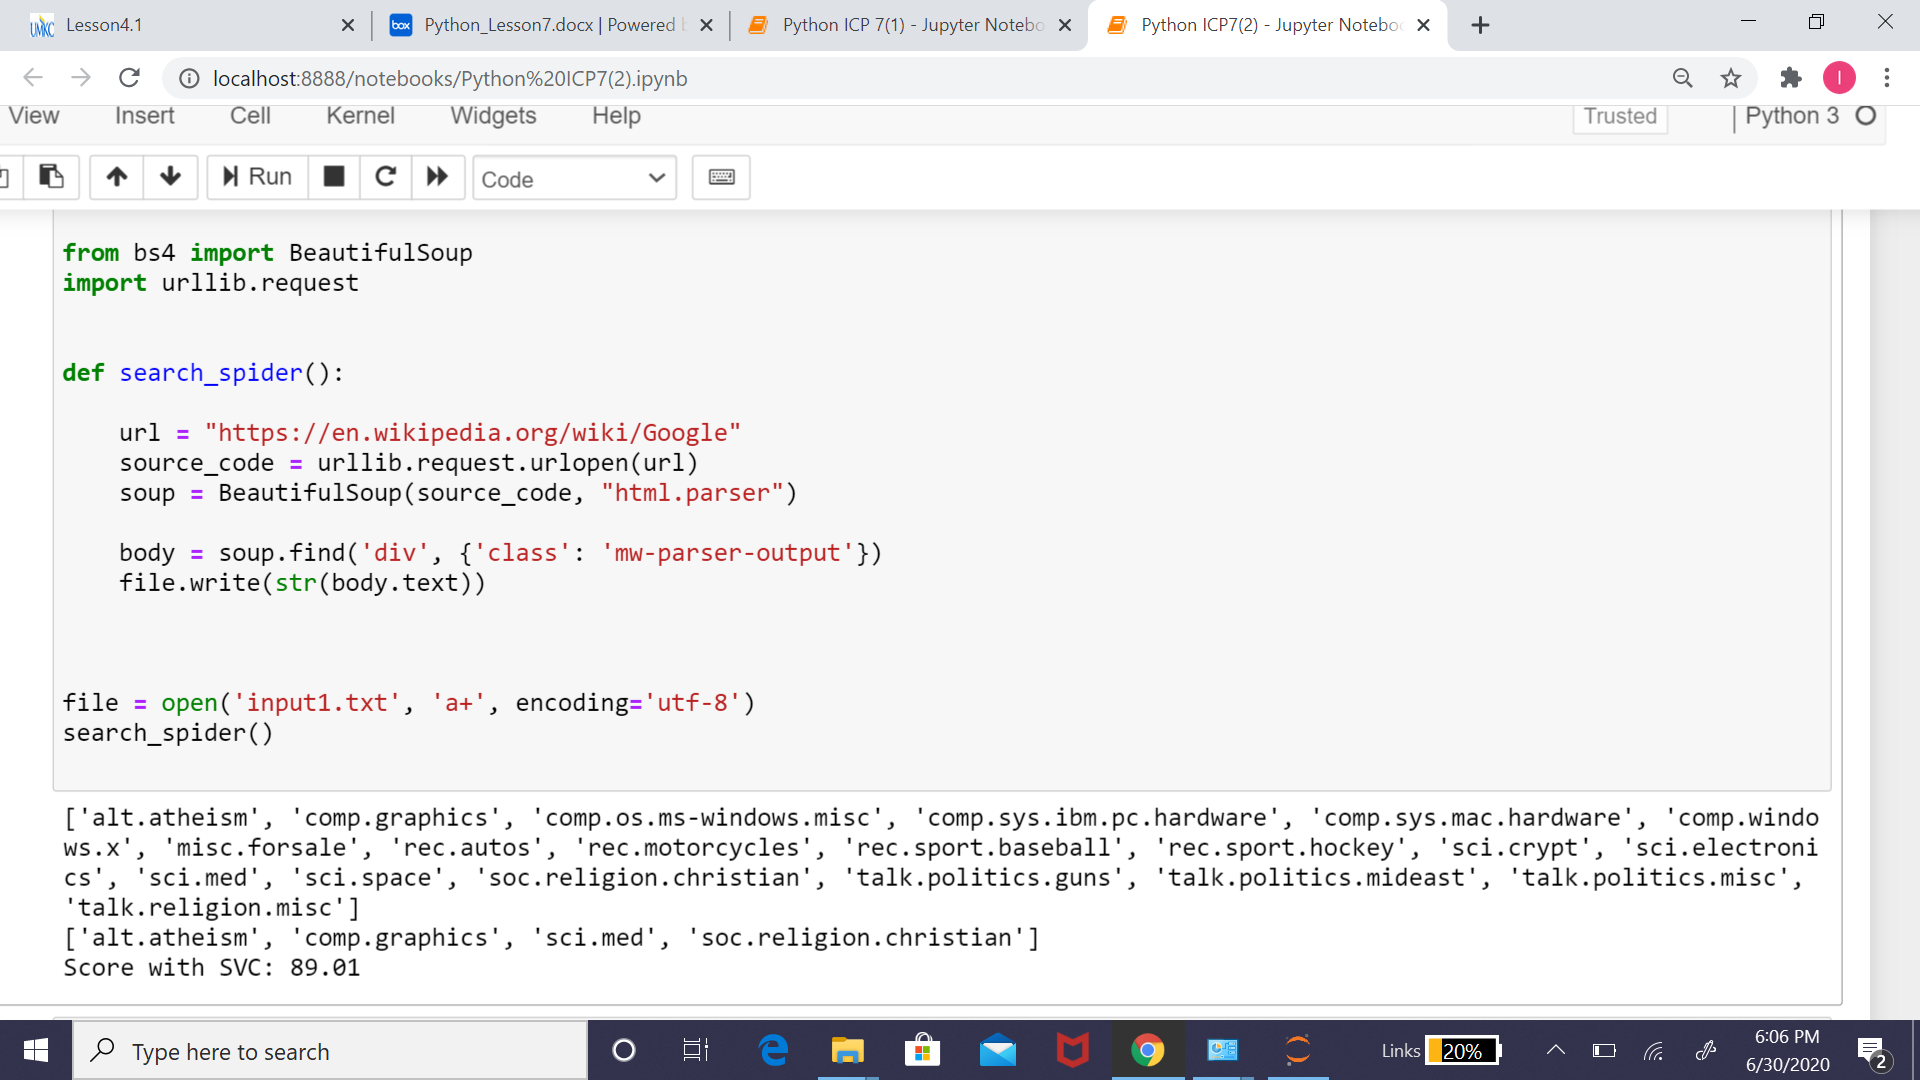 Lesson4.1
box Python_Lesson7.docx | Powered
Python ICP 7(1) - Jupyter Notebo
Python ICP7(2) - Jupyter Noteboo
localhost:8888/notebooks/Python%20ICP7(2).ipynb
View Insert Cell Kernel Widgets Help Trusted Python 3
Run Code
from bs4 import BeautifulSoup
import urllib.request
def search_spider():
url = "https://en.wikipedia.org/wiki/Google"
source_code = urllib.request.urlopen(url)
soup = BeautifulSoup(source_code, "html.parser")
body = soup.find('div', {'class': 'mw-parser-output'})
file.write(str(body.text))
file = open('input1.txt', 'a+', encoding='utf-8')
search_spider()
['alt.atheism', 'comp.graphics', 'comp.os.ms-windows.misc', 'comp.sys.ibm.pc.hardware', 'comp.sys.mac.hardware', 'comp.windo
ws.x', 'misc.forsale', 'rec.autos', 'rec.motorcycles', 'rec.sport.baseball', 'rec.sport.hockey', 'sci.crypt', 'sci.electroni
cs', 'sci.med', 'sci.space', 'soc.religion.christian', 'talk.politics.guns', 'talk.politics.mideast', 'talk.politics.misc',
'talk.religion.misc']
['alt.atheism', 'comp.graphics', 'sci.med', 'soc.religion.christian']
Score with SVC: 89.01
Type here to search
Links 20%
6:06 PM
6/30/2020
2